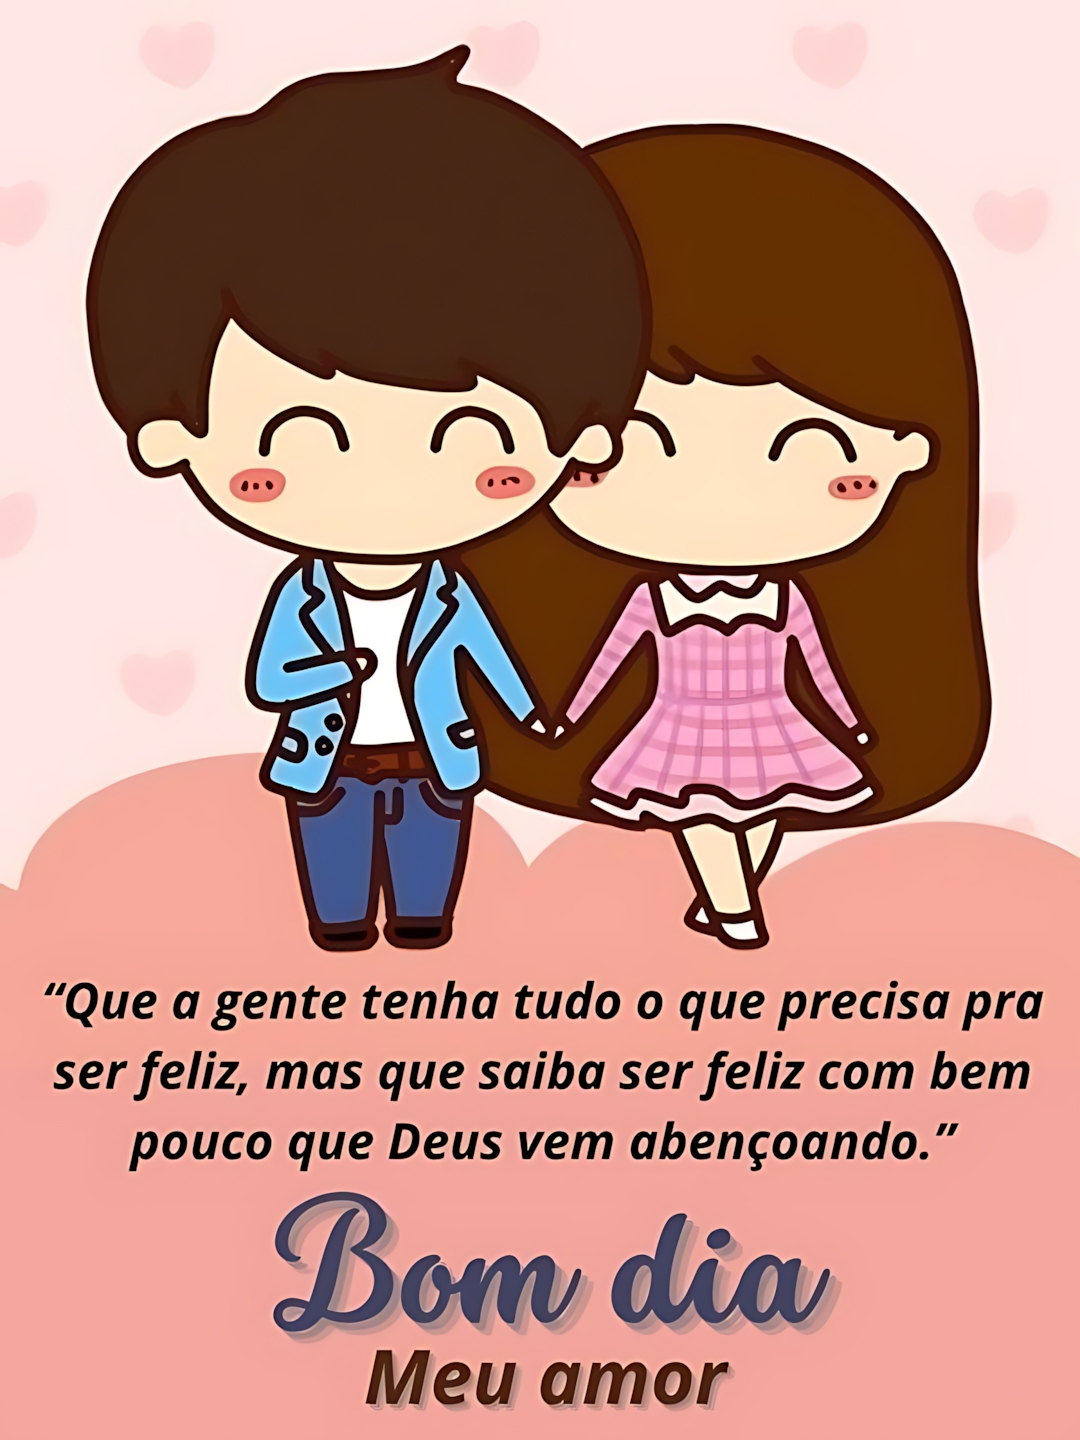 “Que a gente tenha tudo o que precisa pra
ser feliz, mas que saiba ser feliz com bem
pouco que Deus vem abençoando.”
Bom dia
Meu amor